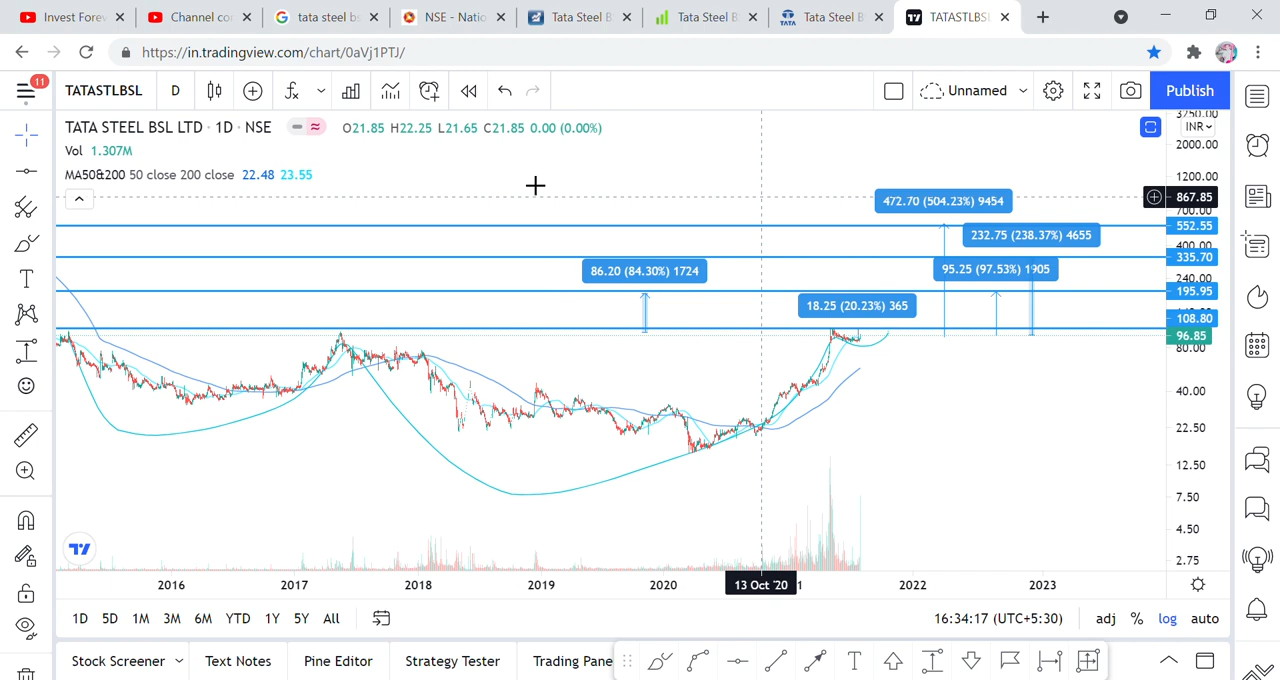 Invest Forev
Channel co
tata steel bs
NSE - Natio
Tata Steel B
Tata Steel B
TATA
Tata Steel B
TATASTLBSL
https://in.tradingview.com/chart/0aVj1PTJ/
11
TATASTLBSL
D
Unnamed
Publish
TATA STEEL BSL LTD · 1D · NSE
O21.85 H22.25 L21.65 C21.85 0.00 (0.00%)
Vol 1.307M
MA50&200 50 close 200 close 22.48 23.55
3750.00
INR
2000.00
1200.00
867.85
700.00
552.55
400.00
335.70
240.00
195.95
108.80
96.85
80.00
40.00
22.50
12.50
7.50
4.50
2.75
472.70 (504.23%) 9454
232.75 (238.37%) 4655
86.20 (84.30%) 1724
95.25 (97.53%) 1905
18.25 (20.23%) 365
2016
2017
2018
2019
2020
13 Oct '20
2022
2023
1D 5D 1M 3M 6M YTD 1Y 5Y All
16:34:17 (UTC+5:30)
adj % log auto
Stock Screener
Text Notes
Pine Editor
Strategy Tester
Trading Pane